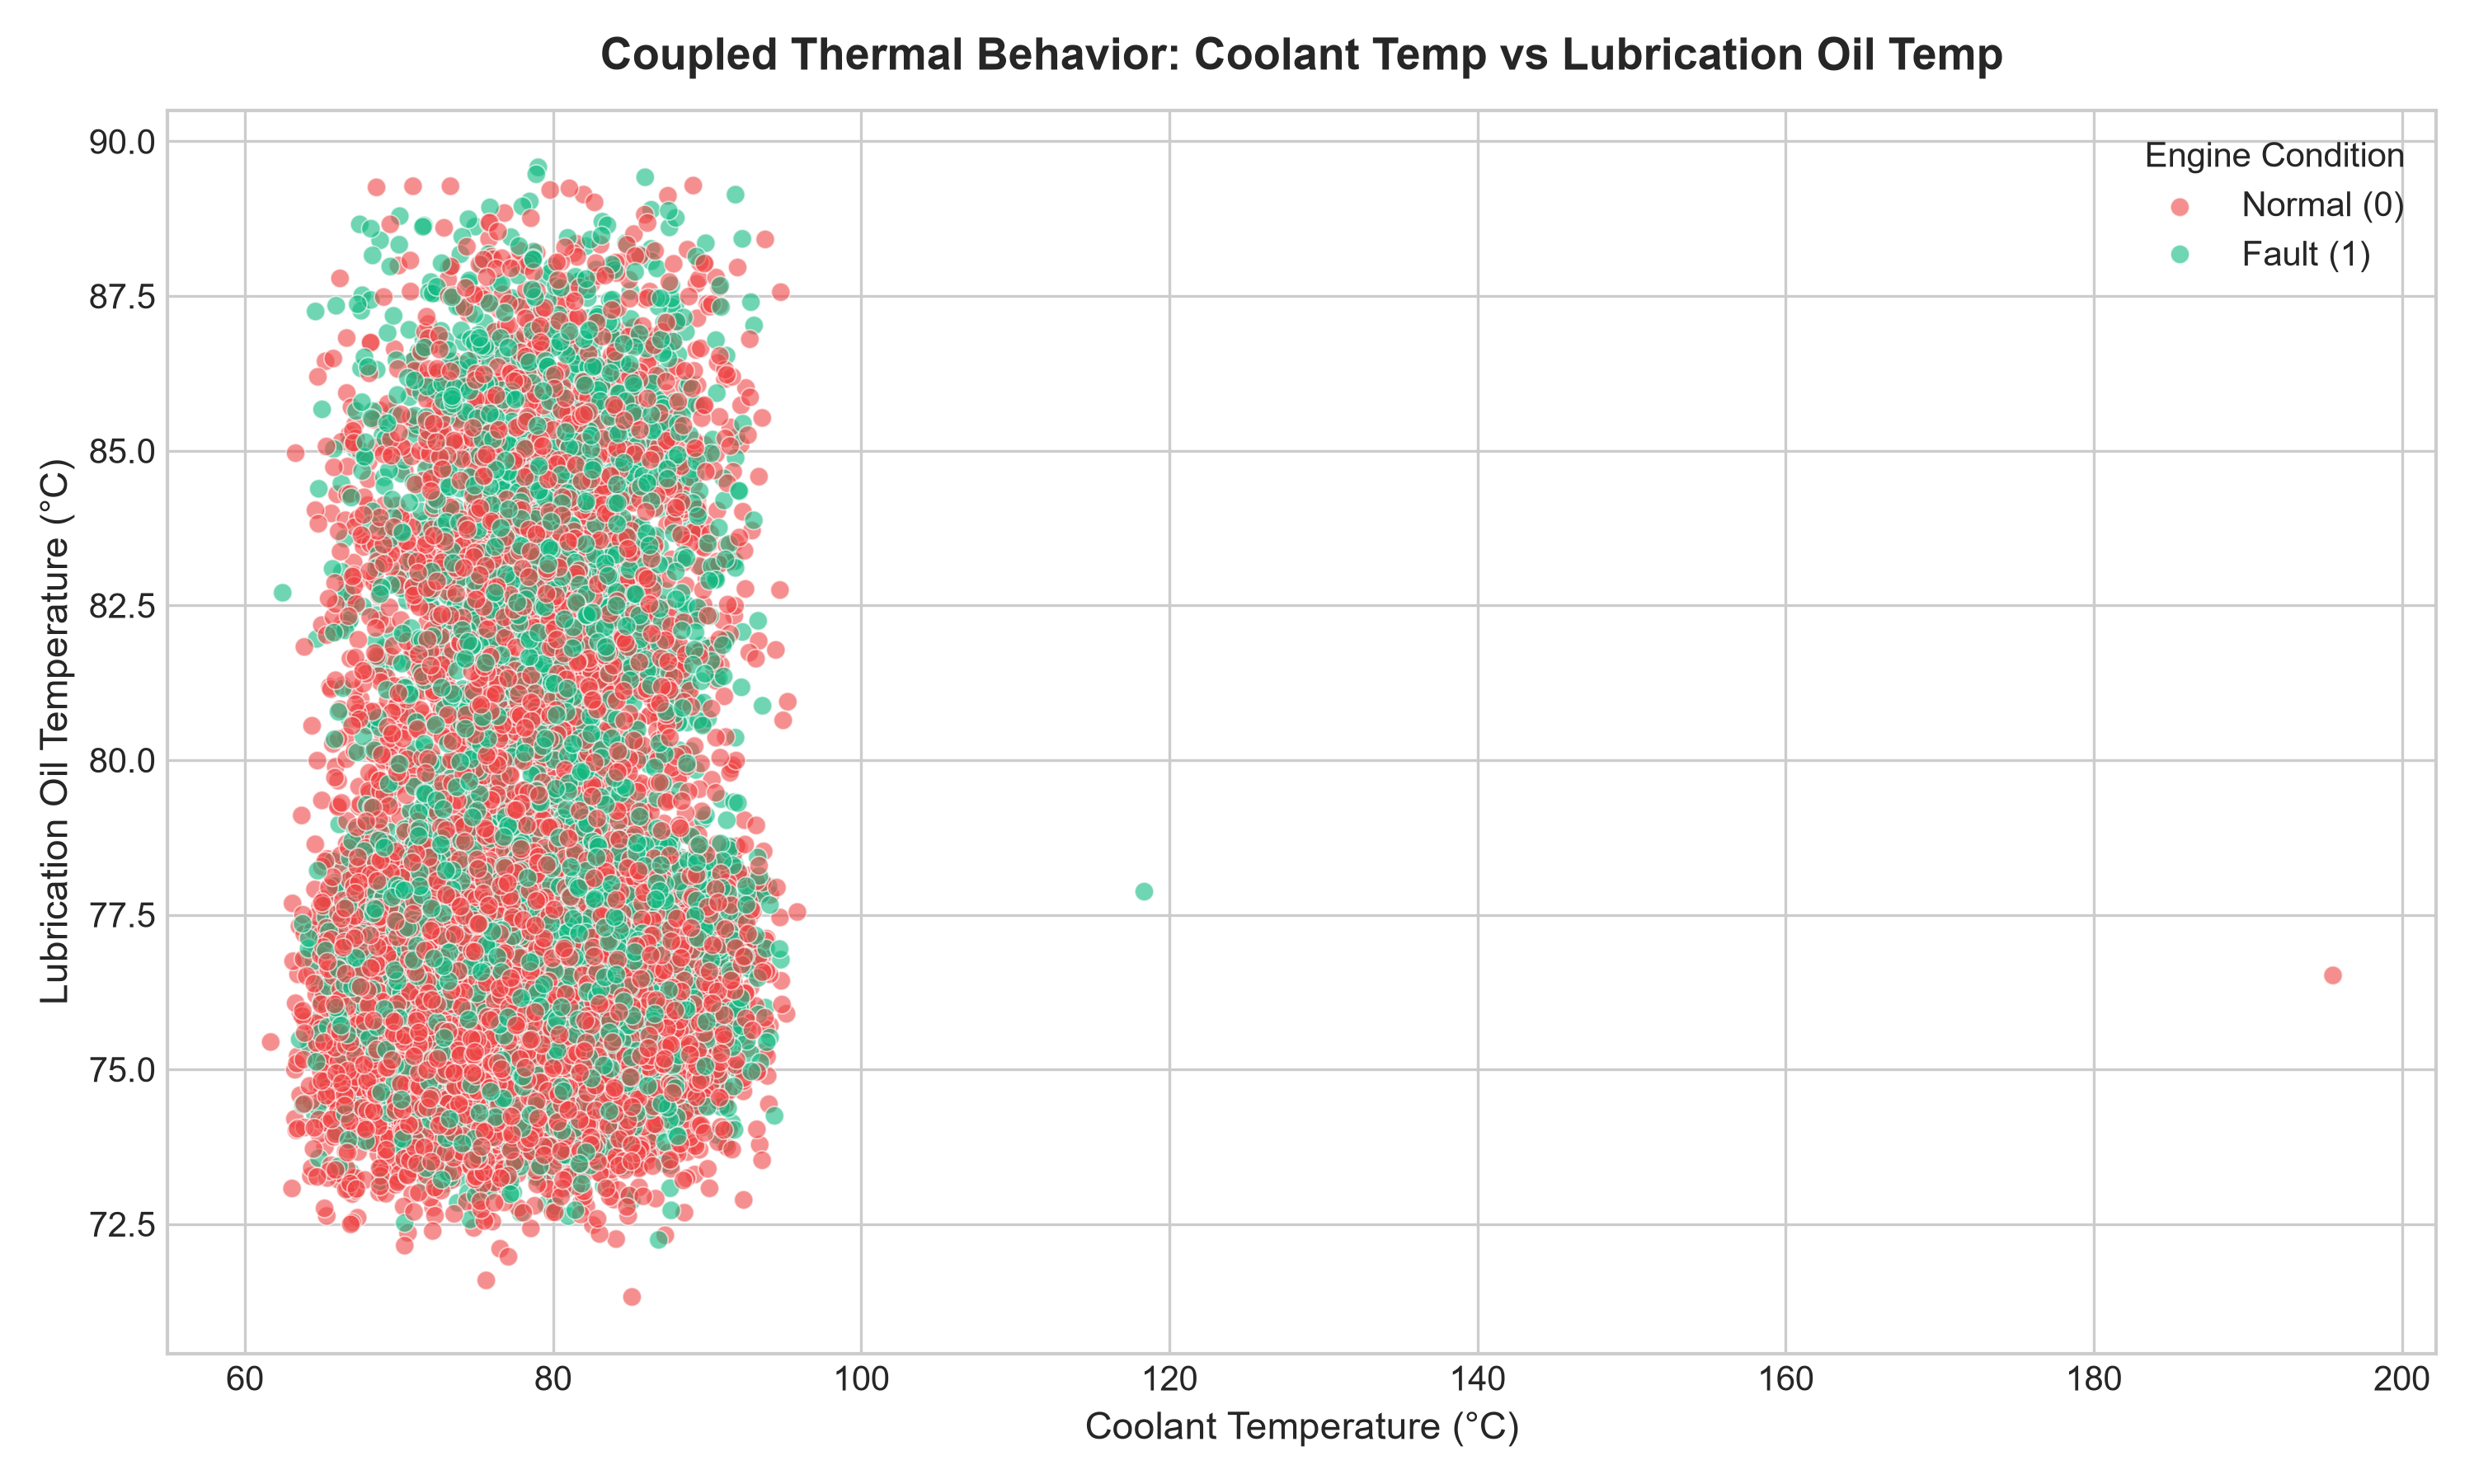 Coupled Thermal Behavior: Coolant Temp vs Lubrication Oil Temp
Engine Condition
Normal (0)
Fault (1)
Lubrication Oil Temperature (°C)
90.0
87.5
85.0
82.5
80.0
77.5
75.0
72.5
60 80 100 120 140 160 180 200
Coolant Temperature (°C)